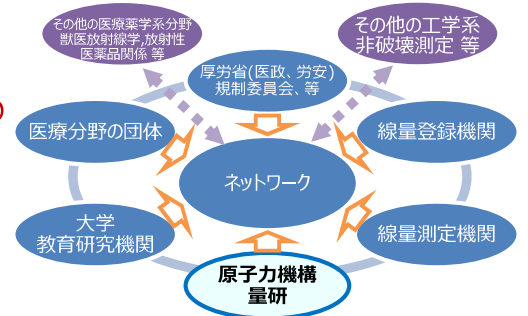 その他の医療薬学系分野
獣医放射線学,放射性
医薬品関係 等
その他の工学系
非破壊測定 等
厚労省(医政、労安)
規制委員会、等
医療分野の団体
線量登録機関
ネットワーク
大学
教育研究機関
線量測定機関
原子力機構
量研